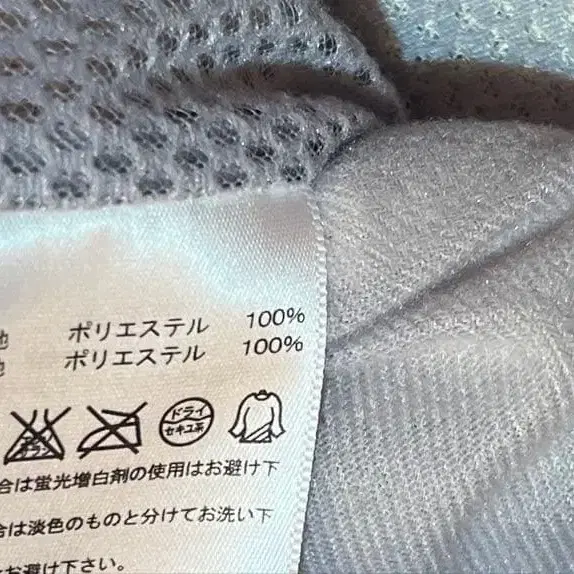 地 ポリエステル 100%
地 ポリエステル 100%
ドライ
セキユ系
合は蛍光増白剤の使用はお避け下
合は淡色のものと分けてお洗い下
お避け下さい。